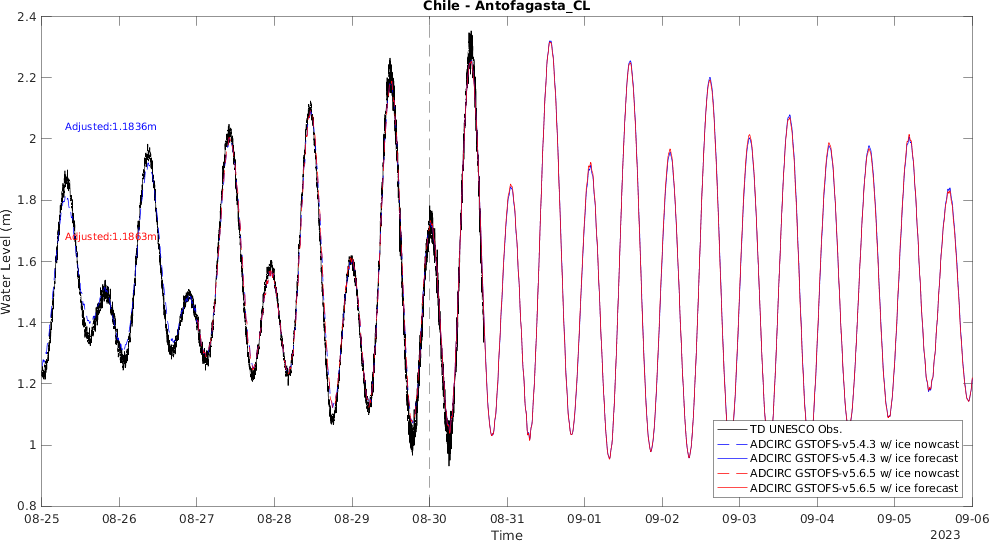 Chile - Antofagasta_CL
2.4
2.2
2
1.8
1.6
1.4
1.2
1
0.8
Water Level (m)
Adjusted:1.1836m
Adjusted:1.1863m
TD UNESCO Obs.
ADCIRC GSTOFS-v5.4.3 w/ ice nowcast
ADCIRC GSTOFS-v5.4.3 w/ ice forecast
ADCIRC GSTOFS-v5.6.5 w/ ice nowcast
ADCIRC GSTOFS-v5.6.5 w/ ice forecast
08-25 08-26 08-27 08-28 08-29 08-30 08-31 09-01 09-02 09-03 09-04 09-05 09-06
Time
2023